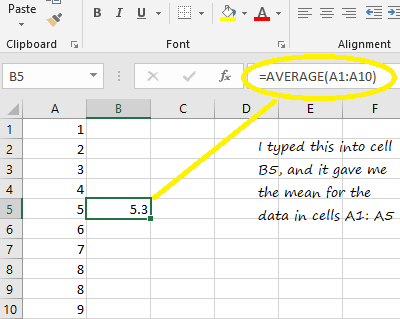 Paste
B I U A
Clipboard
Font
Alignment
B5
fx
=AVERAGE(A1:A10)
A B C D E F
1 1
2 2
3 3
4 4
5 5 5.3
6 6
7 7
8 8
9 8
10 9
I typed this into cell
B5, and it gave me
the mean for the
data in cells A1: A5